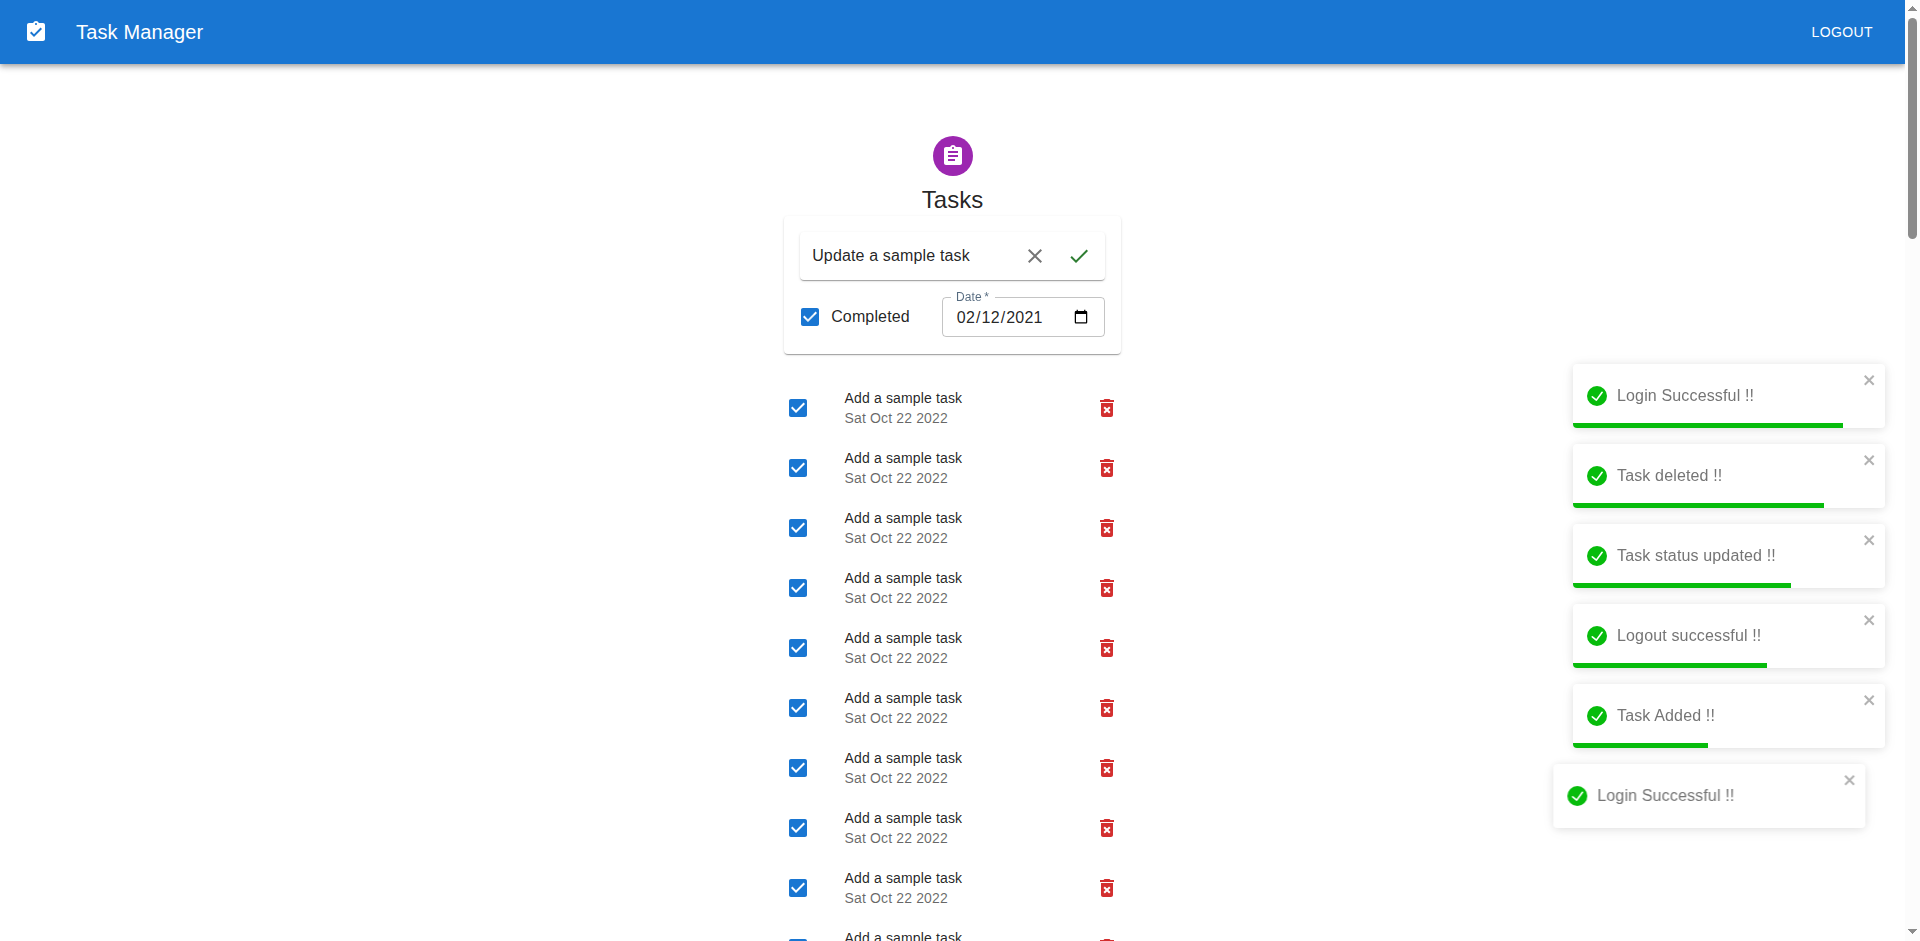 Task Manager
LOGOUT
Tasks
Update a sample task
Completed
Date *
02/12/2021
Add a sample task
Sat Oct 22 2022
Add a sample task
Sat Oct 22 2022
Add a sample task
Sat Oct 22 2022
Add a sample task
Sat Oct 22 2022
Add a sample task
Sat Oct 22 2022
Add a sample task
Sat Oct 22 2022
Add a sample task
Sat Oct 22 2022
Add a sample task
Sat Oct 22 2022
Add a sample task
Sat Oct 22 2022
Add a sample task
Login Successful !!
Task deleted !!
Task status updated !!
Logout successful !!
Task Added !!
Login Successful !!